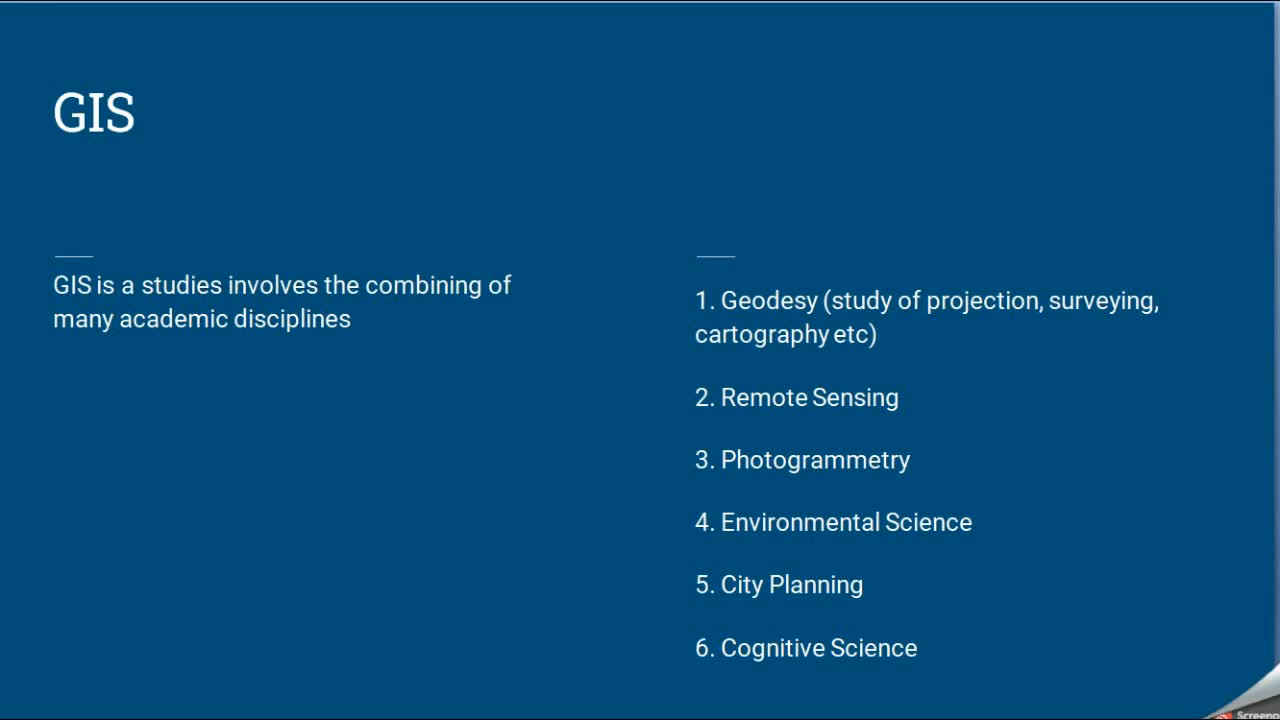 GIS
GIS is a studies involves the combining of
many academic disciplines
1. Geodesy (study of projection, surveying,
cartography etc)
2. Remote Sensing
3. Photogrammetry
4. Environmental Science
5. City Planning
6. Cognitive Science